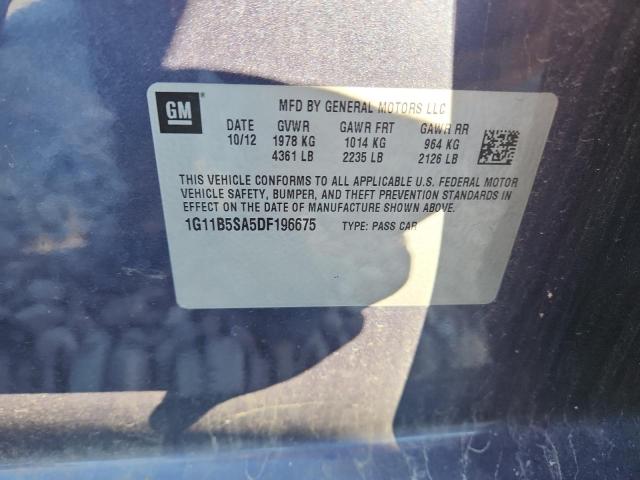 GM
MFD BY GENERAL MOTORS LLC
DATE GVWR GAWR FRT GAWR RR
10/12 1978 KG 1014 KG 964 KG
4361 LB 2235 LB 2126 LB
THIS VEHICLE CONFORMS TO ALL APPLICABLE U.S. FEDERAL MOTOR
VEHICLE SAFETY, BUMPER, AND THEFT PREVENTION STANDARDS
IN EFFECT ON THE DATE OF MANUFACTURE SHOWN ABOVE.
1G11B5SA5DF196675 TYPE: PASS CAR